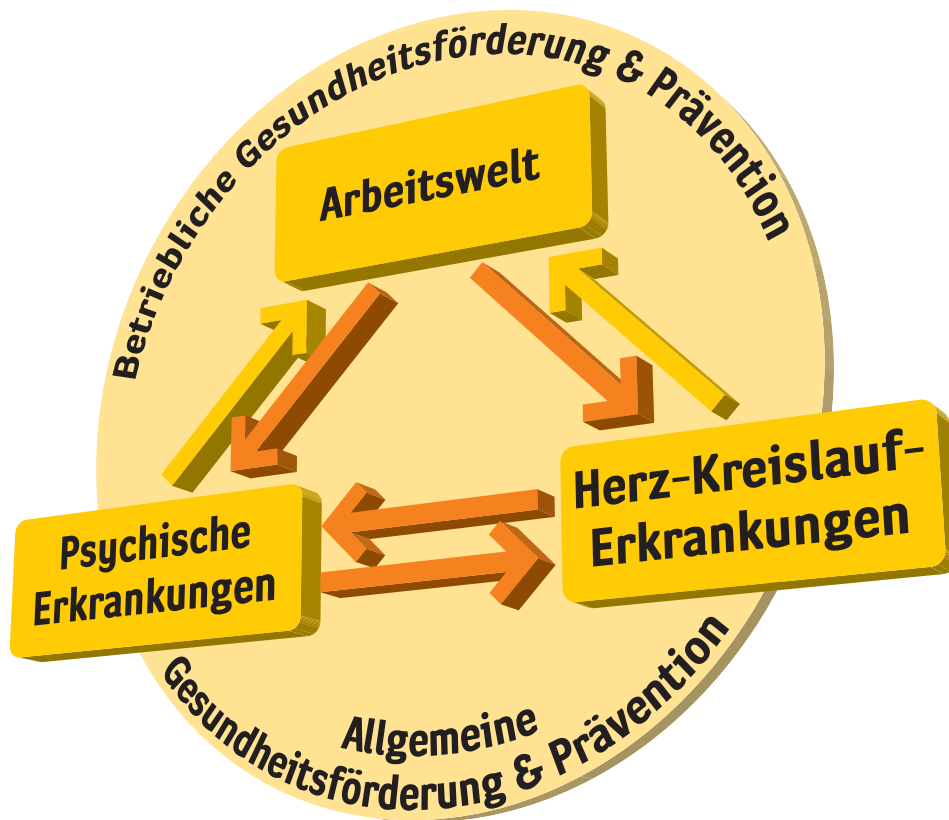 Betriebliche Gesundheitsförderung & Prävention
Arbeitswelt
Herz-Kreislauf-
Erkrankungen
Psychische
Erkrankungen
Allgemeine
Gesundheitsförderung & Prävention